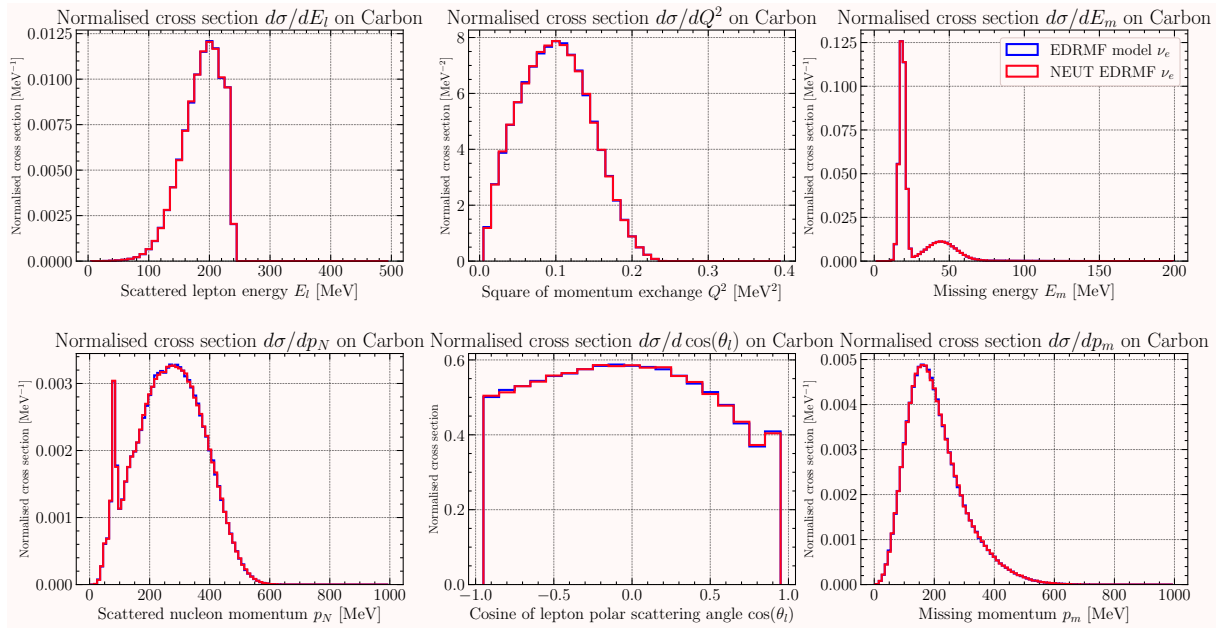 Normalised cross section dσ/dE_l on Carbon
Normalised cross section [MeV⁻¹]
0.0125
0.0100
0.0075
0.0050
0.0025
0.0000
0 100 200 300 400 500
Scattered lepton energy E_l [MeV]
Normalised cross section dσ/dQ² on Carbon
Normalised cross section [MeV⁻²]
8
6
4
2
0
0.0 0.1 0.2 0.3 0.4
Square of momentum exchange Q² [MeV²]
Normalised cross section dσ/dE_m on Carbon
EDRMF model ν_e
NEUT EDRMF ν_e
Normalised cross section [MeV⁻¹]
0.125
0.100
0.075
0.050
0.025
0.000
0 50 100 150 200
Missing energy E_m [MeV]
Normalised cross section dσ/dp_N on Carbon
Normalised cross section [MeV⁻¹]
0.003
0.002
0.001
0.000
0 200 400 600 800 1000
Scattered nucleon momentum p_N [MeV]
Normalised cross section dσ/d cos(θ_l) on Carbon
Normalised cross section
0.6
0.4
0.2
0.0
−1.0 −0.5 0.0 0.5 1.0
Cosine of lepton polar scattering angle cos(θ_l)
Normalised cross section dσ/dp_m on Carbon
Normalised cross section [MeV⁻¹]
0.005
0.004
0.003
0.002
0.001
0.000
0 200 400 600 800 1000
Missing momentum p_m [MeV]